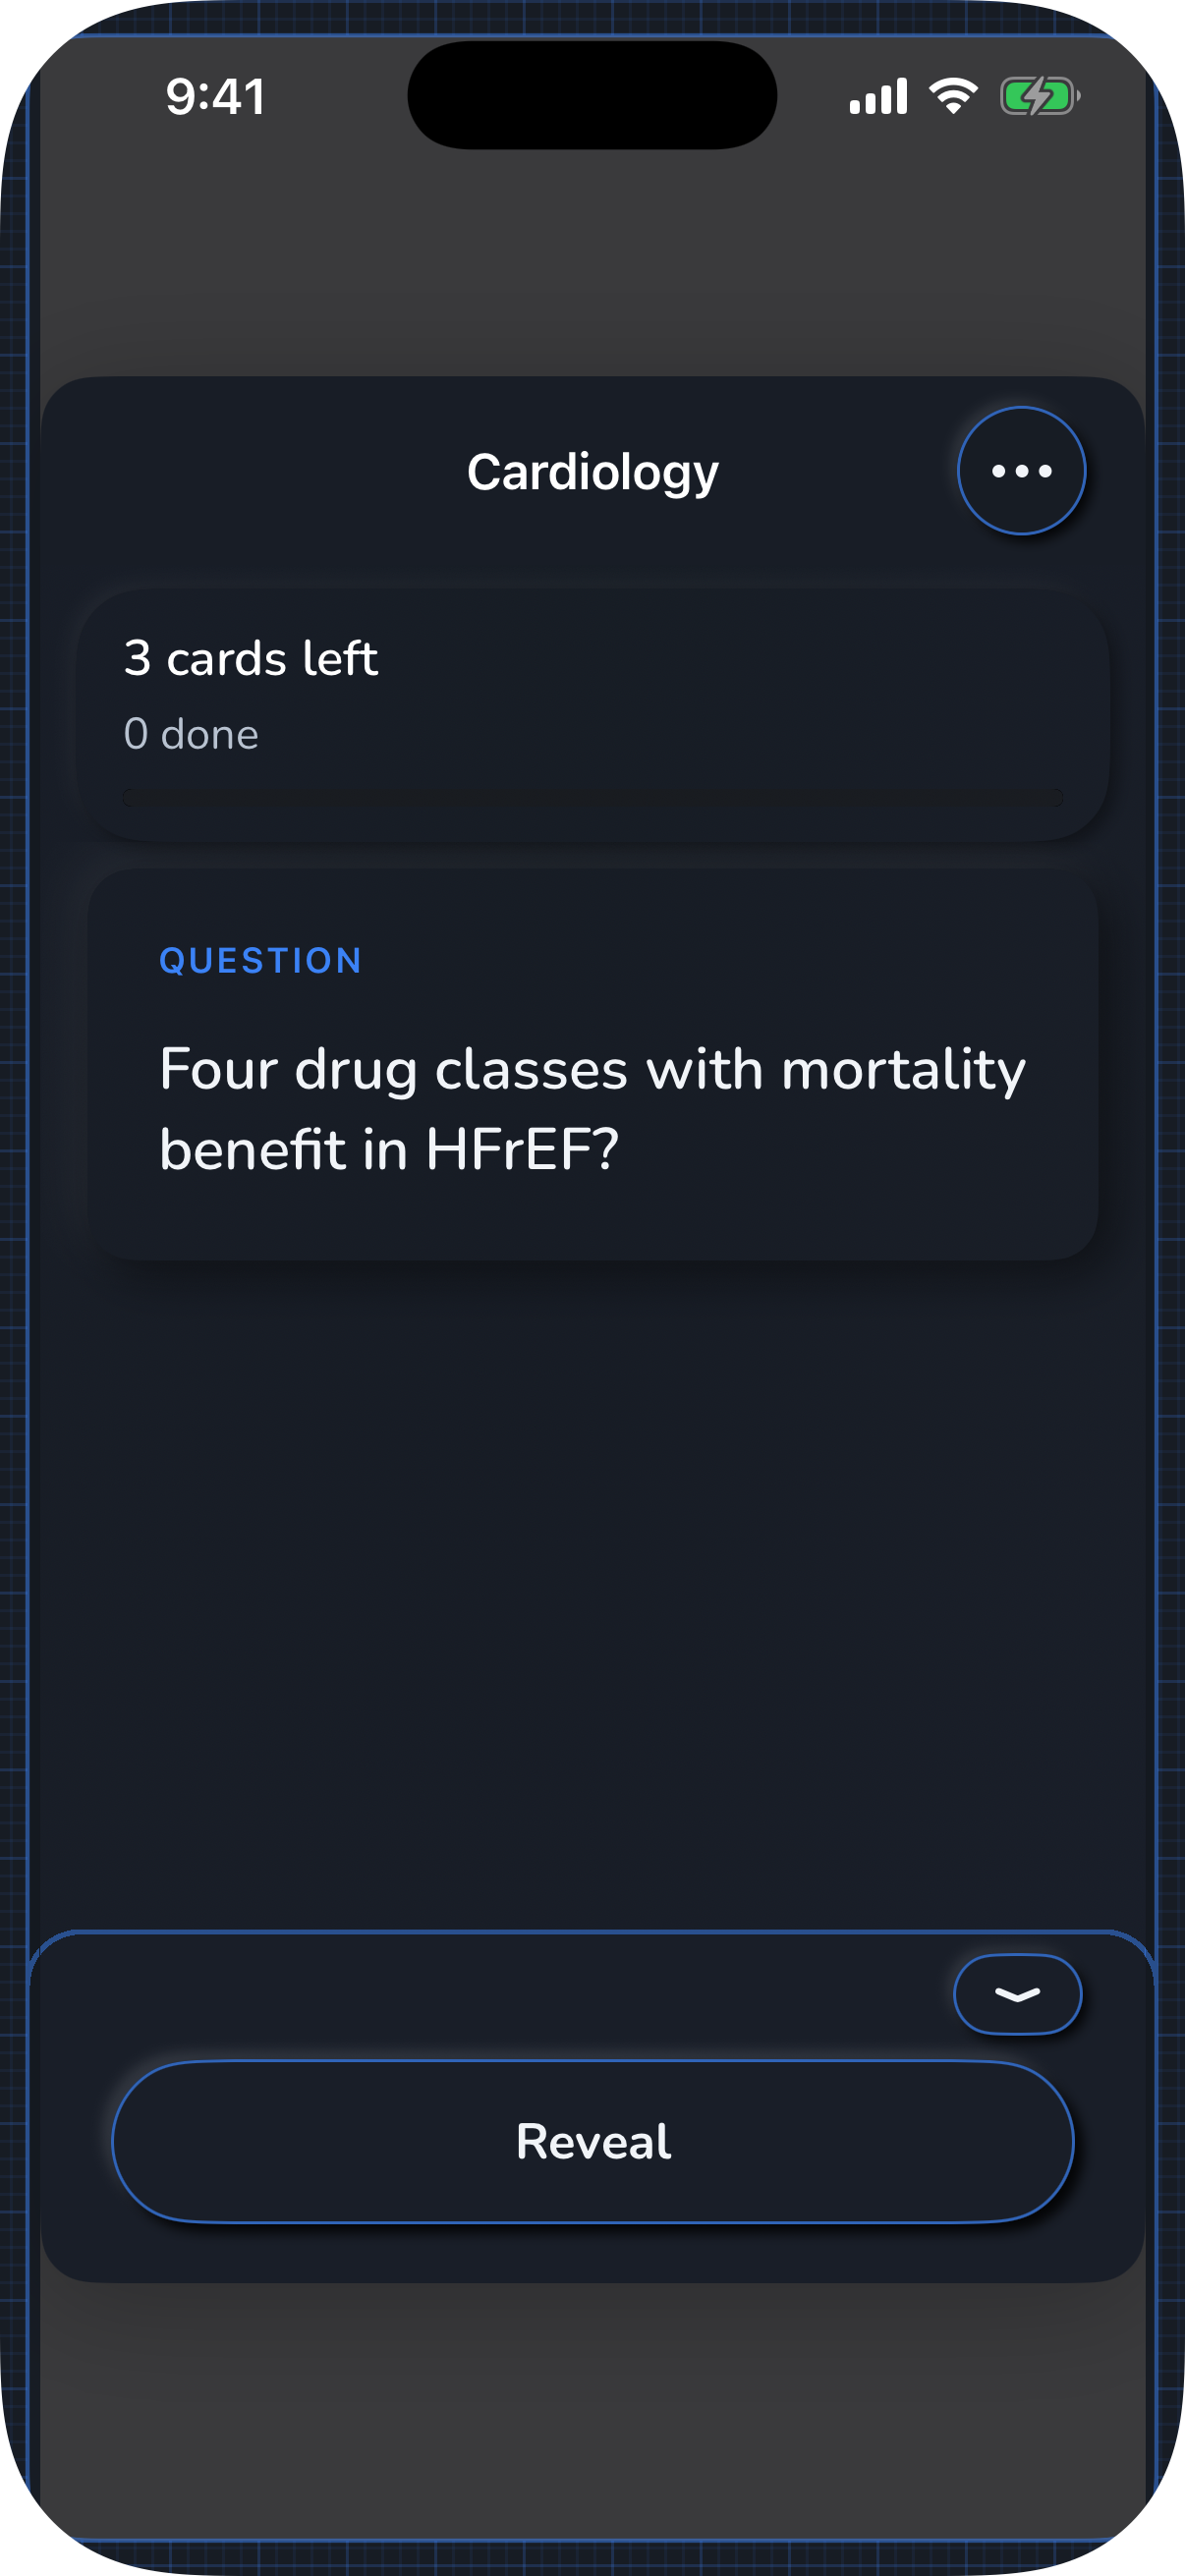 9:41
Cardiology
3 cards left
0 done
QUESTION
Four drug classes with mortality
benefit in HFrEF?
Reveal